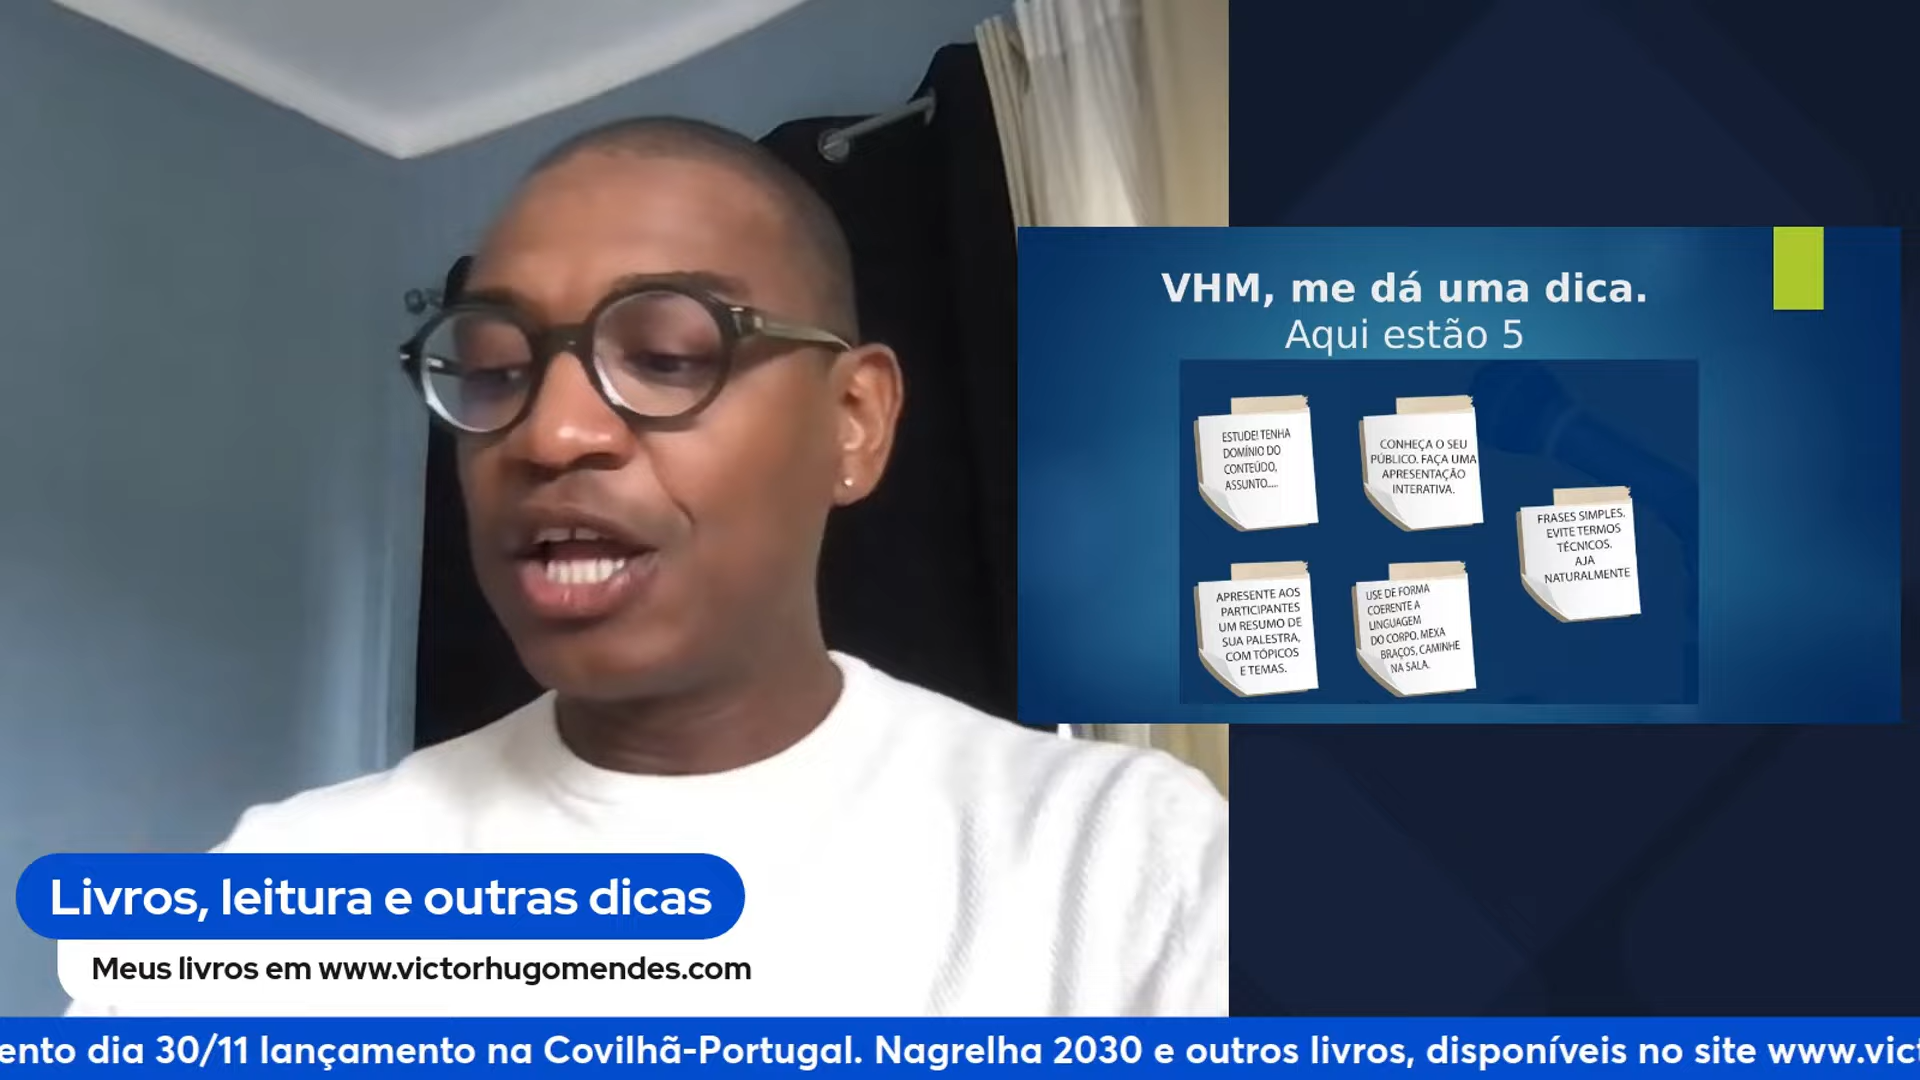 VHM, me dá uma dica.
Aqui estão 5
ESTUDE! TENHA
DOMÍNIO DO
CONTEÚDO,
ASSUNTO....
CONHEÇA O SEU
PÚBLICO. FAÇA UMA
APRESENTAÇÃO
INTERATIVA.
FRASES SIMPLES.
EVITE TERMOS
TÉCNICOS.
AJA
NATURALMENTE
APRESENTE AOS
PARTICIPANTES
UM RESUMO DE
SUA PALESTRA,
COM TÓPICOS
E TEMAS.
USE DE FORMA
COERENTE A
LINGUAGEM
DO CORPO, MEXA
BRAÇOS, CAMINHE
NA SALA.
Livros, leitura e outras dicas
Meus livros em www.victorhugomendes.com
ento dia 30/11 lançamento na Covilhã-Portugal. Nagrelha 2030 e outros livros, disponíveis no site www.vict